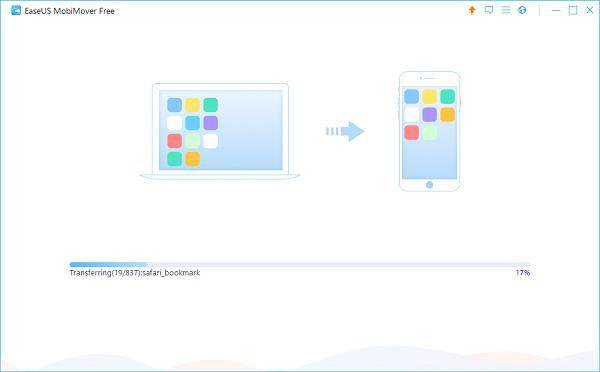 EaseUS MobiMover Free
Transferring(19/837):safari_bookmark
17%